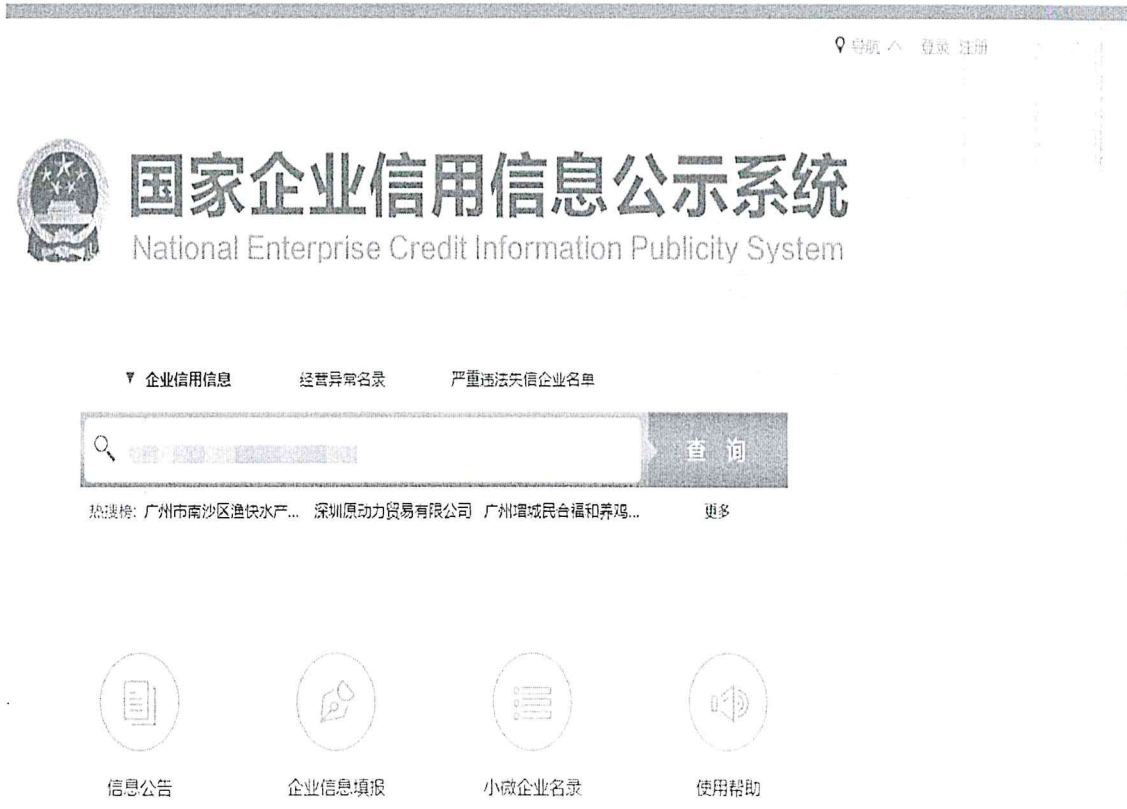 导航 登录 注册
国家企业信用信息公示系统
National Enterprise Credit Information Publicity System
企业信用信息 经营异常名录 严重违法失信企业名单
查 询
热搜榜: 广州市南沙区渔快水产... 深圳原动力贸易有限公司 广州增城民合福和养鸡... 更多
信息公告 企业信息填报 小微企业名录 使用帮助